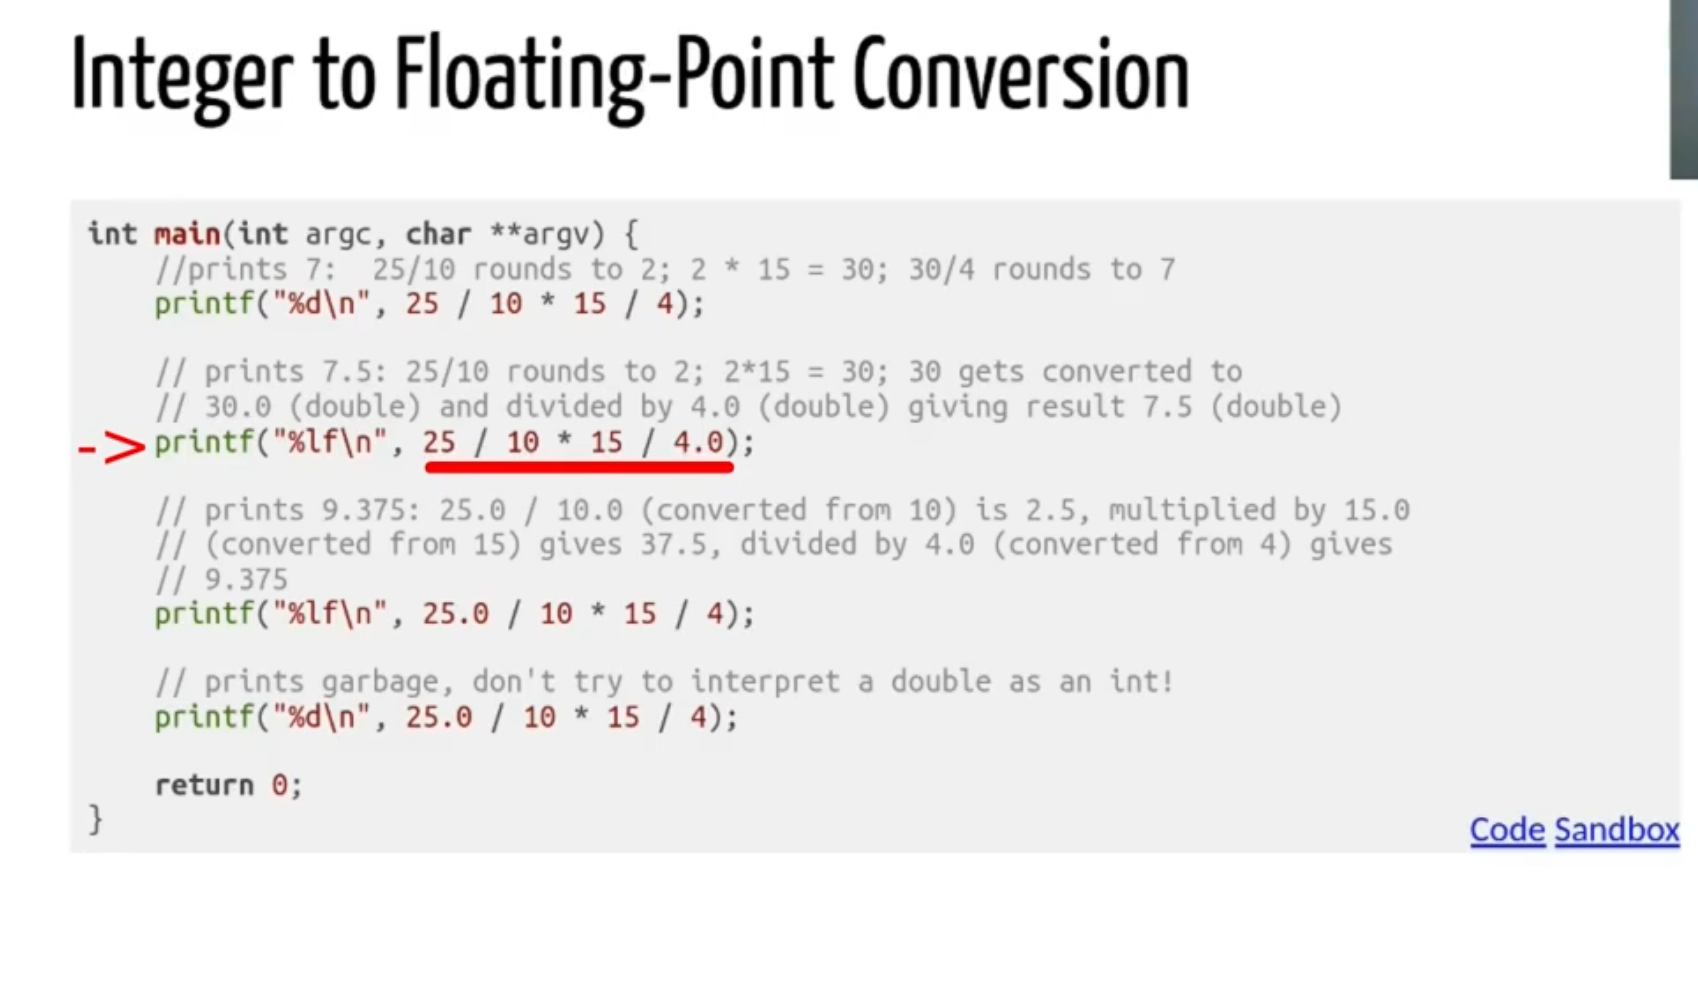 Integer to Floating-Point Conversion
int main(int argc, char **argv) {
//prints 7:  25/10 rounds to 2; 2 * 15 = 30; 30/4 rounds to 7
printf("%d\n", 25 / 10 * 15 / 4);
// prints 7.5: 25/10 rounds to 2; 2*15 = 30; 30 gets converted to
// 30.0 (double) and divided by 4.0 (double) giving result 7.5 (double)
-> printf("%lf\n", 25 / 10 * 15 / 4.0);
// prints 9.375: 25.0 / 10.0 (converted from 10) is 2.5, multiplied by 15.0
// (converted from 15) gives 37.5, divided by 4.0 (converted from 4) gives
// 9.375
printf("%lf\n", 25.0 / 10 * 15 / 4);
// prints garbage, don't try to interpret a double as an int!
printf("%d\n", 25.0 / 10 * 15 / 4);
return 0;
}
Code Sandbox